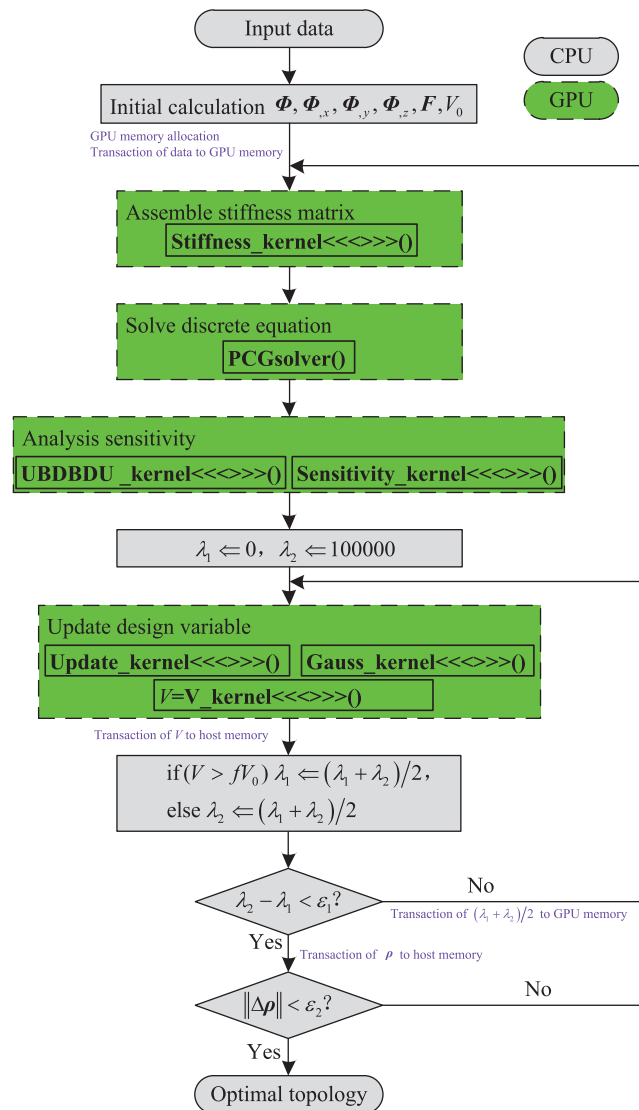 Input data
CPU
GPU
Initial calculation Φ, Φ,x, Φ,y, Φ,z, F, V0
GPU memory allocation
Transaction of data to GPU memory
Assemble stiffness matrix
Stiffness_kernel<<<>>>()
Solve discrete equation
PCGsolver()
Analysis sensitivity
UBDBDU _kernel<<<>>>() Sensitivity_kernel<<<>>>()
λ1 ⇐ 0, λ2 ⇐ 100000
Update design variable
Update_kernel<<<>>>() Gauss_kernel<<<>>>()
V=V_kernel<<<>>>()
Transaction of V to host memory
if(V > fV0) λ1 ⇐ (λ1 + λ2)/2,
else λ2 ⇐ (λ1 + λ2)/2
λ2 − λ1 < ε1?
No
Transaction of (λ1 + λ2)/2 to GPU memory
Yes
Transaction of ρ to host memory
‖Δρ‖ < ε2?
No
Yes
Optimal topology